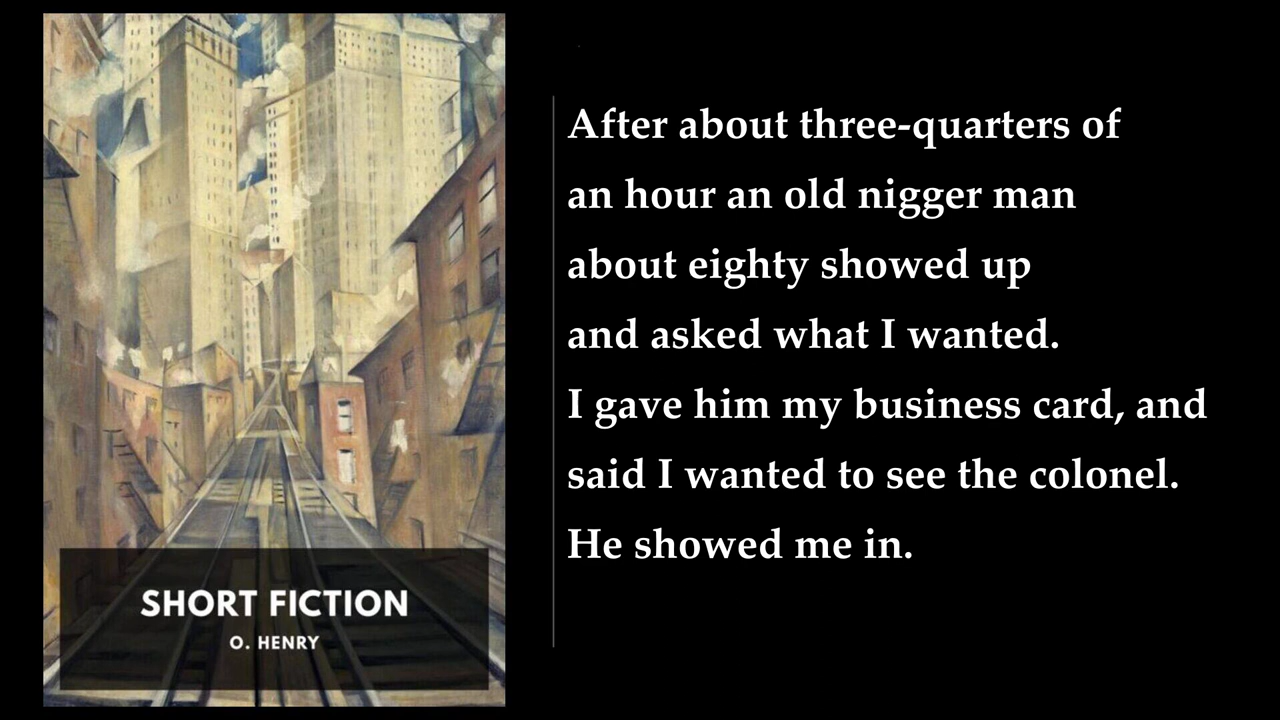 SHORT FICTION
O. HENRY
After about three-quarters of
an hour an old nigger man
about eighty showed up
and asked what I wanted.
I gave him my business card, and
said I wanted to see the colonel.
He showed me in.